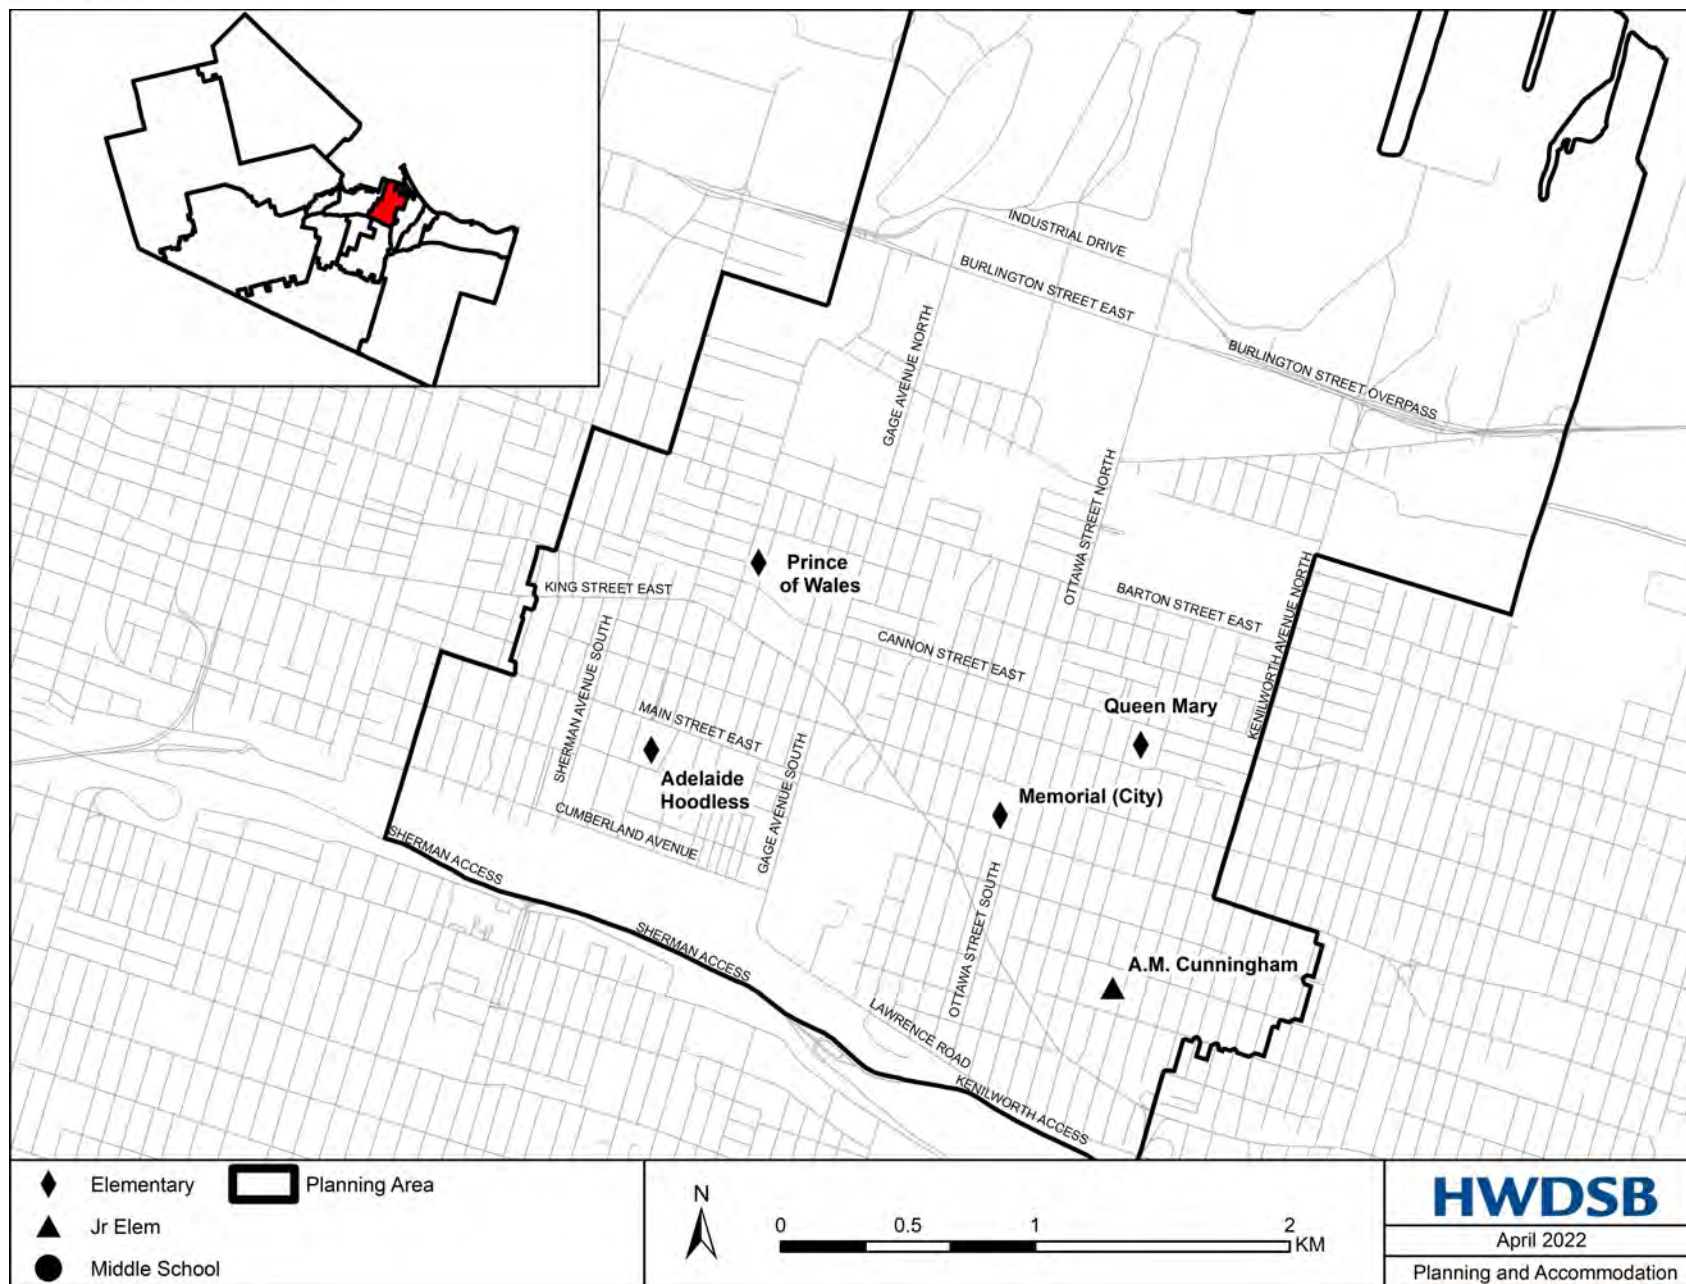 INDUSTRIAL DRIVE
BURLINGTON STREET EAST
GAGE AVENUE NORTH
BURLINGTON STREET OVERPASS
OTTAWA STREET NORTH
KENILWORTH AVENUE NORTH
Prince
of Wales
KING STREET EAST
BARTON STREET EAST
SHERMAN AVENUE SOUTH
CANNON STREET EAST
MAIN STREET EAST
Queen Mary
GAGE AVENUE SOUTH
Adelaide
Hoodless
Memorial (City)
CUMBERLAND AVENUE
SHERMAN ACCESS
OTTAWA STREET SOUTH
SHERMAN ACCESS
A.M. Cunningham
LAWRENCE ROAD
KENILWORTH ACCESS
Elementary
Planning Area
Jr Elem
Middle School
N
0 0.5 1 2
KM
HWDSB
April 2022
Planning and Accommodation